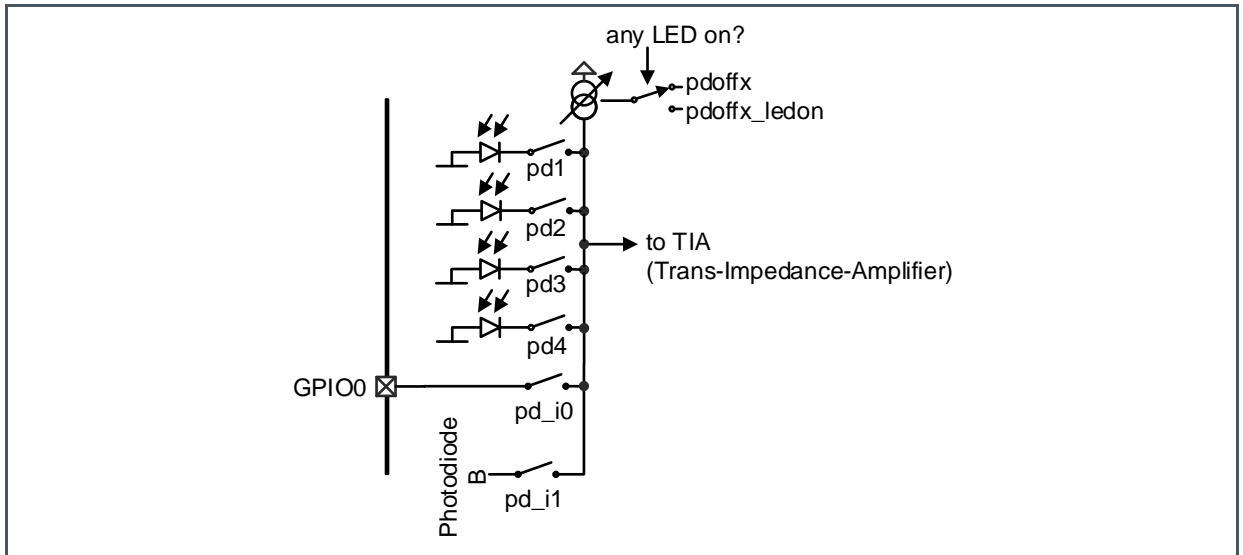 any LED on?
pdoffx
pdoffx_ledon
pd1
pd2
to TIA
(Trans-Impedance-Amplifier)
pd3
pd4
GPIO0
pd_i0
Photodiode
B
pd_i1